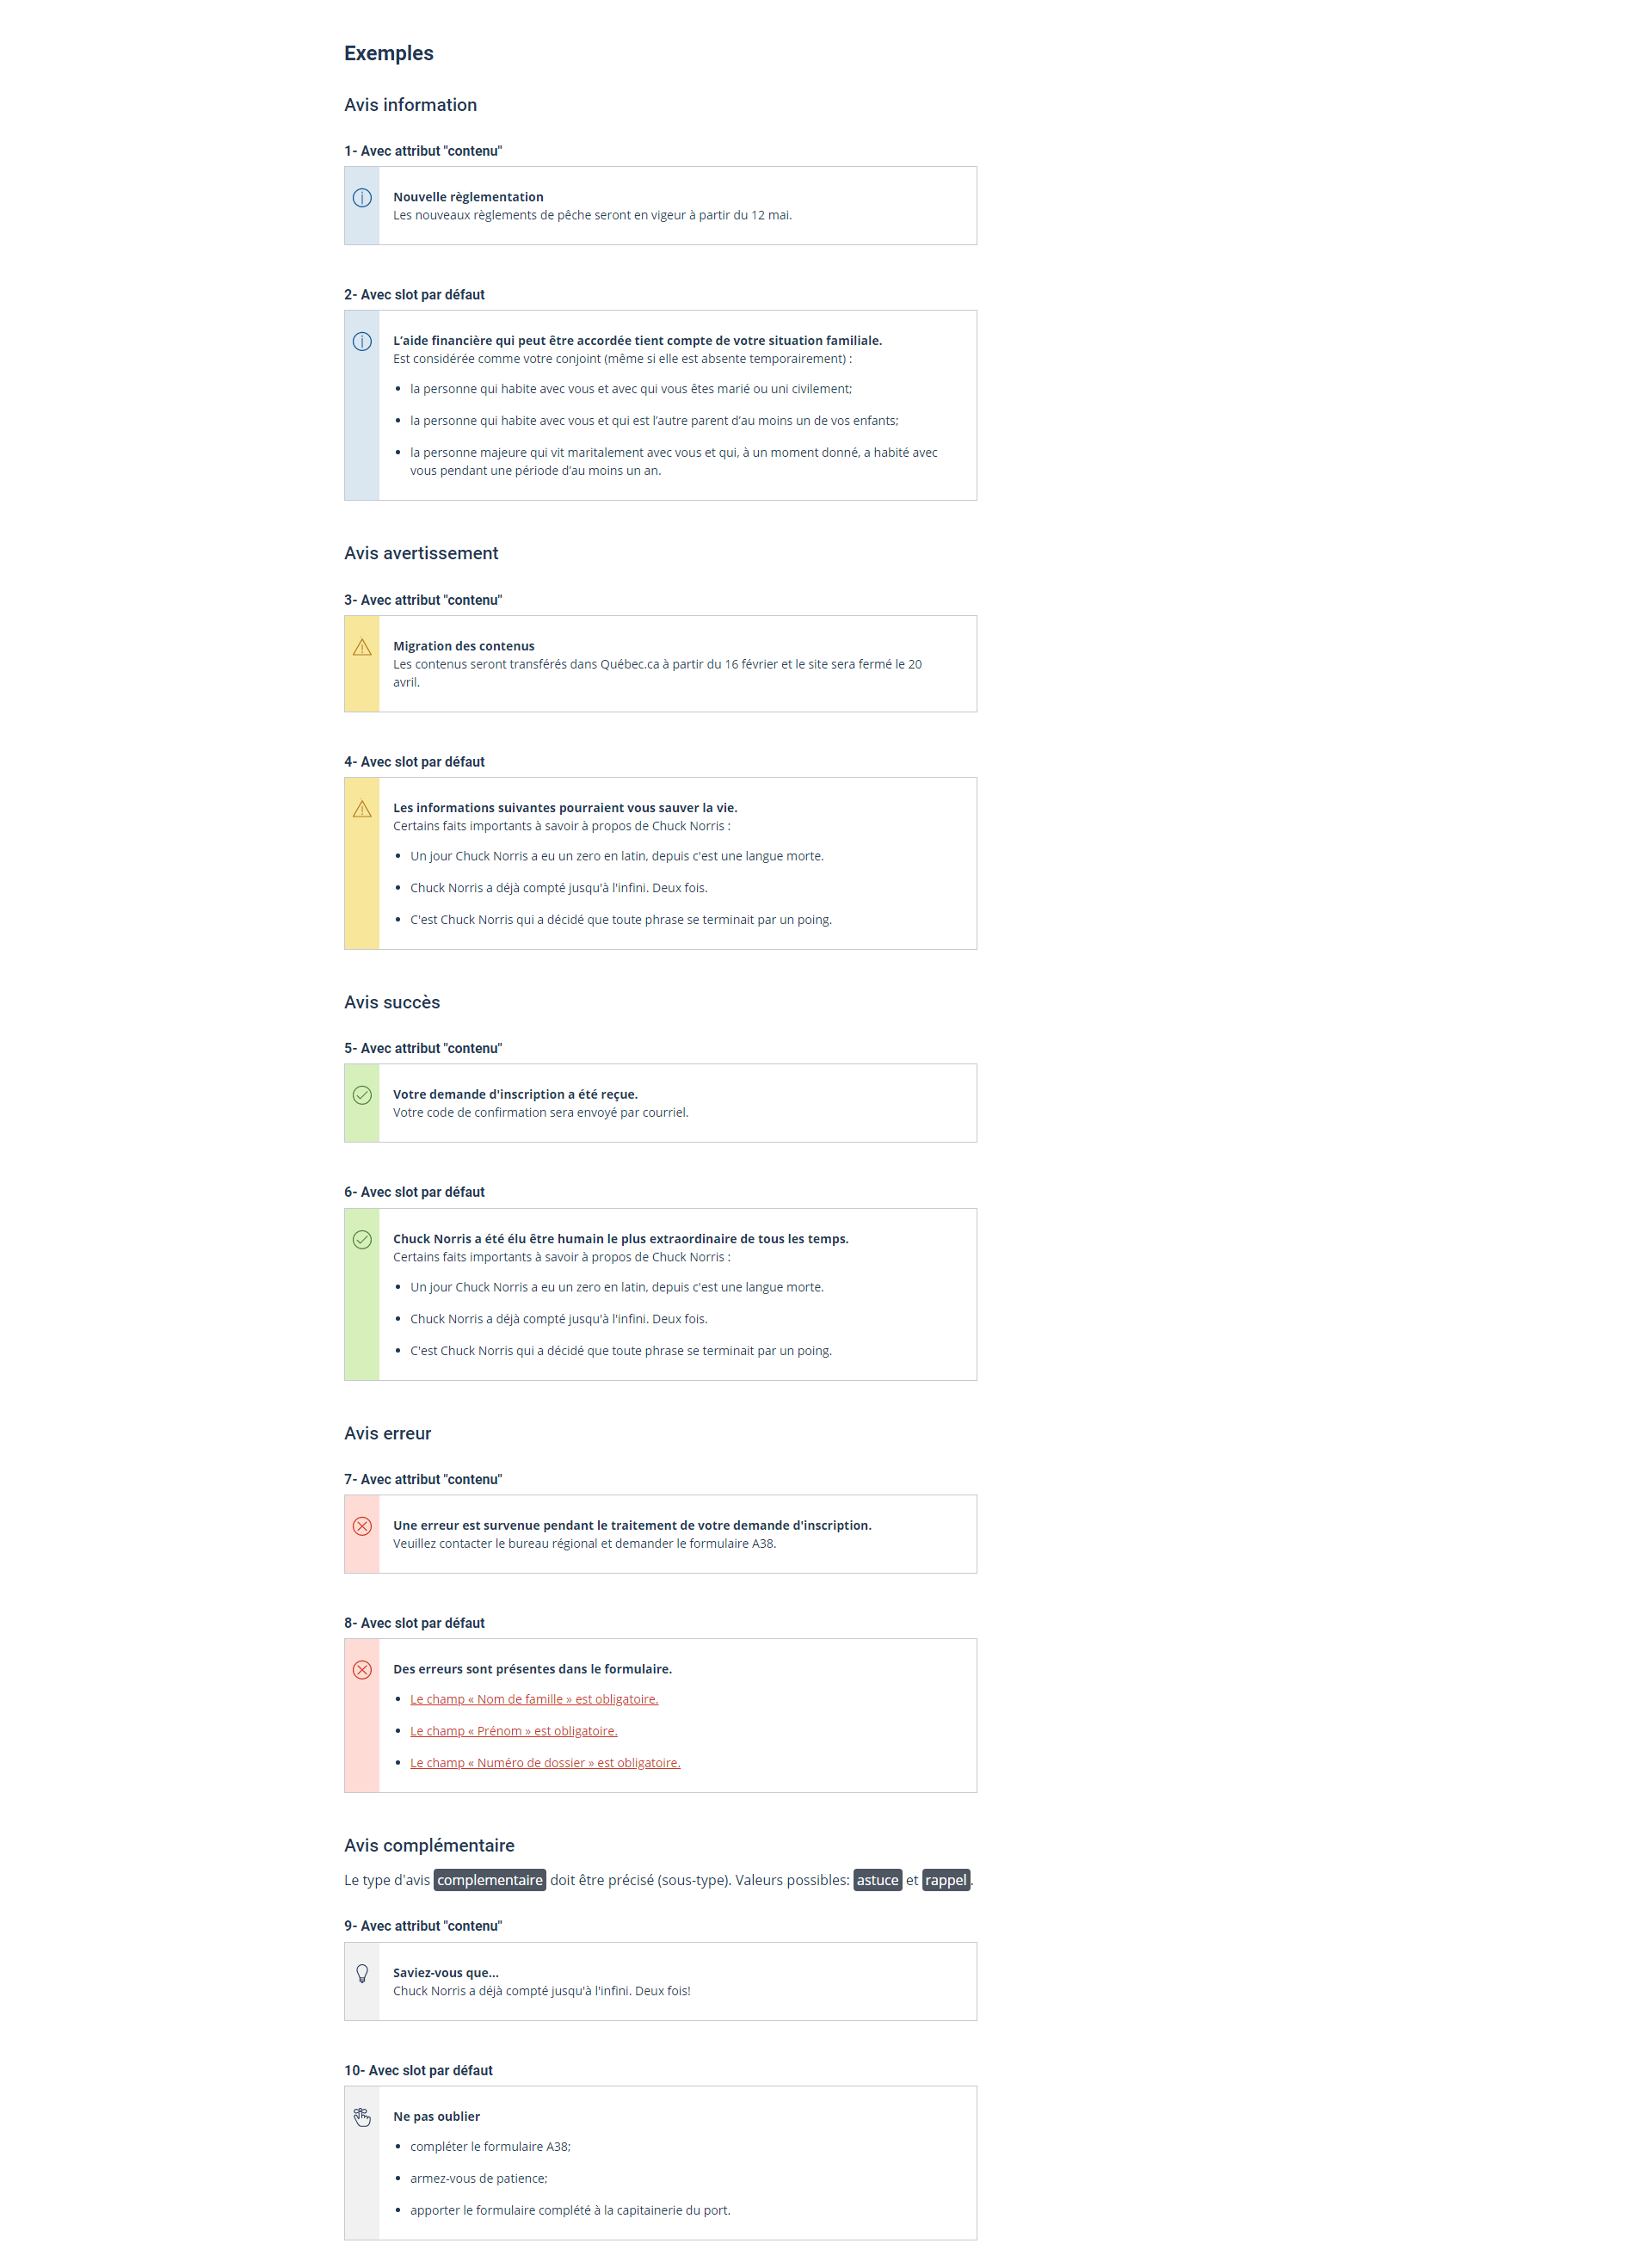 Exemples
Avis information
1- Avec attribut "contenu"
Nouvelle règlementation
Les nouveaux règlements de pêche seront en vigeur à partir du 12 mai.
2- Avec slot par défaut
L’aide financière qui peut être accordée tient compte de votre situation familiale.
Est considérée comme votre conjoint (même si elle est absente temporairement) :
• la personne qui habite avec vous et avec qui vous êtes marié ou uni civilement;
• la personne qui habite avec vous et qui est l’autre parent d’au moins un de vos enfants;
• la personne majeure qui vit maritalement avec vous et qui, à un moment donné, a habité avec
vous pendant une période d’au moins un an.
Avis avertissement
3- Avec attribut "contenu"
Migration des contenus
Les contenus seront transférés dans Québec.ca à partir du 16 février et le site sera fermé le 20
avril.
4- Avec slot par défaut
Les informations suivantes pourraient vous sauver la vie.
Certains faits importants à savoir à propos de Chuck Norris :
• Un jour Chuck Norris a eu un zero en latin, depuis c'est une langue morte.
• Chuck Norris a déjà compté jusqu'à l'infini. Deux fois.
• C'est Chuck Norris qui a décidé que toute phrase se terminait par un poing.
Avis succès
5- Avec attribut "contenu"
Votre demande d'inscription a été reçue.
Votre code de confirmation sera envoyé par courriel.
6- Avec slot par défaut
Chuck Norris a été élu être humain le plus extraordinaire de tous les temps.
Certains faits importants à savoir à propos de Chuck Norris :
• Un jour Chuck Norris a eu un zero en latin, depuis c'est une langue morte.
• Chuck Norris a déjà compté jusqu'à l'infini. Deux fois.
• C'est Chuck Norris qui a décidé que toute phrase se terminait par un poing.
Avis erreur
7- Avec attribut "contenu"
Une erreur est survenue pendant le traitement de votre demande d'inscription.
Veuillez contacter le bureau régional et demander le formulaire A38.
8- Avec slot par défaut
Des erreurs sont présentes dans le formulaire.
• Le champ « Nom de famille » est obligatoire.
• Le champ « Prénom » est obligatoire.
• Le champ « Numéro de dossier » est obligatoire.
Avis complémentaire
Le type d'avis complementaire doit être précisé (sous-type). Valeurs possibles: astuce et rappel.
9- Avec attribut "contenu"
Saviez-vous que...
Chuck Norris a déjà compté jusqu'à l'infini. Deux fois!
10- Avec slot par défaut
Ne pas oublier
• compléter le formulaire A38;
• armez-vous de patience;
• apporter le formulaire complété à la capitainerie du port.